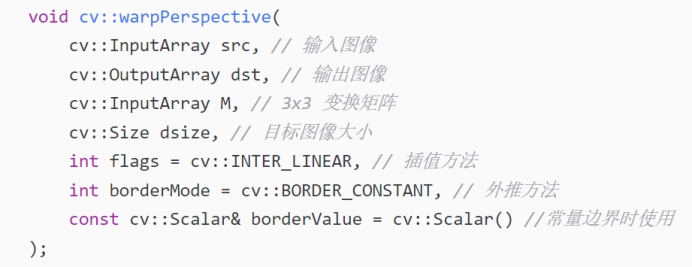 void cv::warpPerspective(
cv::InputArray src, // 输入图像
cv::OutputArray dst, // 输出图像
cv::InputArray M, // 3x3 变换矩阵
cv::Size dsize, // 目标图像大小
int flags = cv::INTER_LINEAR, // 插值方法
int borderMode = cv::BORDER_CONSTANT, // 外推方法
const cv::Scalar& borderValue = cv::Scalar() //常量边界时使用
);